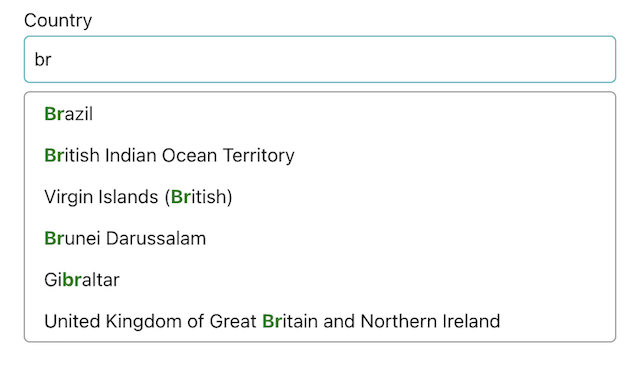 Country
br
Brazil
British Indian Ocean Territory
Virgin Islands (British)
Brunei Darussalam
Gibraltar
United Kingdom of Great Britain and Northern Ireland